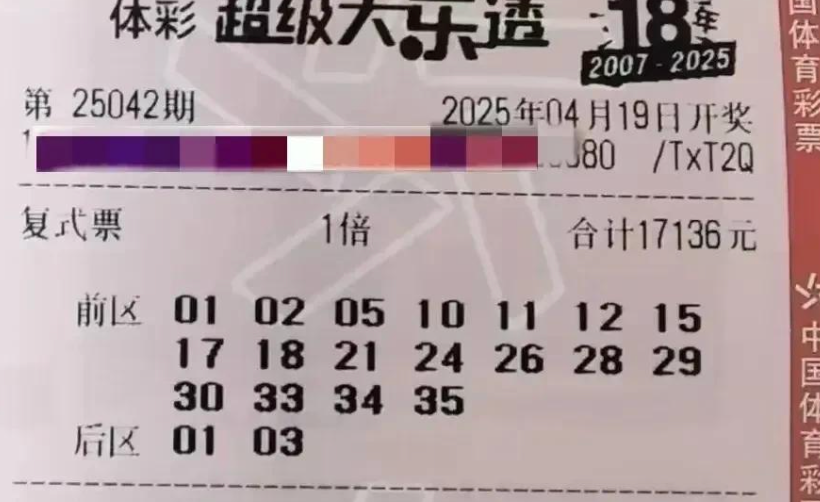 体彩 超级大乐透 18年
2007-2025
第 25042期 2025年04月19日开奖
80 /TxT2Q
复式票 1倍 合计17136元
前区 01 02 05 10 11 12 15
17 18 21 24 26 28 29
30 33 34 35
后区 01 03
国体育彩票
中国体育彩